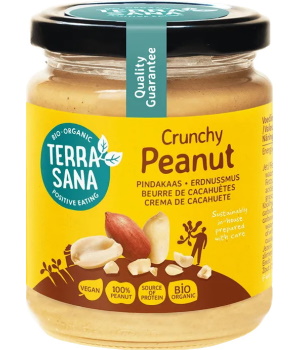 Quality
Guarantee
BIO·ORGANIC
TERRA
SANA
POSITIVE EATING
Crunchy
Peanut
PINDAKAAS • ERDNUSSMUS
BEURRE DE CACAHUÈTES
CREMA DE CACAHUETE
Sustainably
in-house
prepared
with care
VEGAN
100%
PEANUT
SOURCE OF
PROTEIN
BIO
ORGANIC